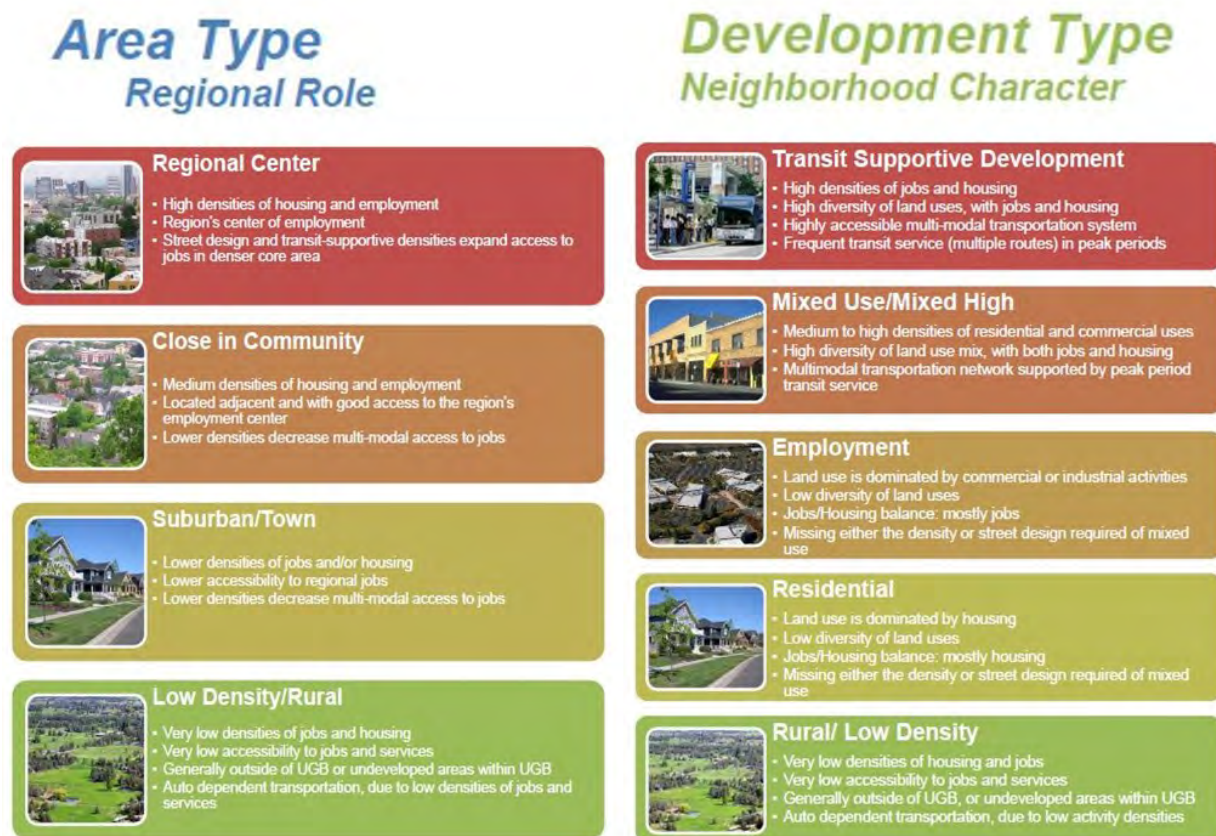 Area Type
Regional Role
Regional Center
• High densities of housing and employment
• Region's center of employment
• Street design and transit-supportive densities expand access to
jobs in denser core area
Close in Community
• Medium densities of housing and employment
• Located adjacent and with good access to the region's
employment center
• Lower densities decrease multi-modal access to jobs
Suburban/Town
• Lower densities of jobs and/or housing
• Lower accessibility to regional jobs
• Lower densities decrease multi-modal access to jobs
Low Density/Rural
• Very low densities of jobs and housing
• Very low accessibility to jobs and services
• Generally outside of UGB or undeveloped areas within UGB
• Auto dependent transportation, due to low densities of jobs and
services
Development Type
Neighborhood Character
Transit Supportive Development
• High densities of jobs and housing
• High diversity of land uses, with jobs and housing
• Highly accessible multi-modal transportation system
• Frequent transit service (multiple routes) in peak periods
Mixed Use/Mixed High
• Medium to high densities of residential and commercial uses
• High diversity of land use mix, with both jobs and housing
• Multimodal transportation network supported by peak period
transit service
Employment
• Land use is dominated by commercial or industrial activities
• Low diversity of land uses
• Jobs/Housing balance: mostly jobs
• Missing either the density or street design required of mixed
use
Residential
• Land use is dominated by housing
• Low diversity of land uses
• Jobs/Housing balance: mostly housing
• Missing either the density or street design required of mixed
use
Rural/ Low Density
• Very low densities of housing and jobs
• Very low accessibility to jobs and services
• Generally outside of UGB, or undeveloped areas within UGB
• Auto dependent transportation, due to low activity densities